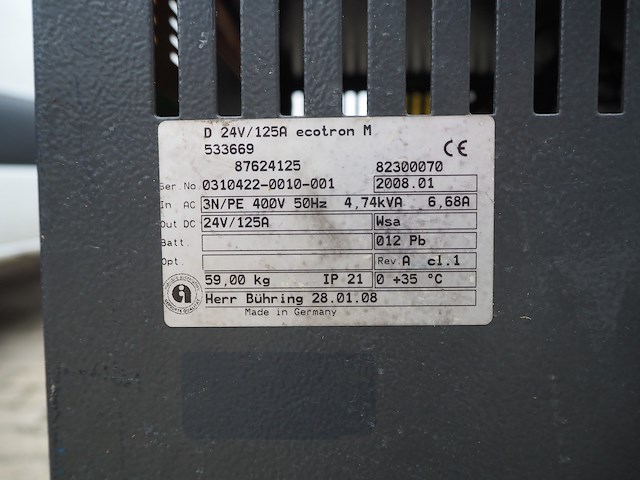 D 24V/125A ecotron M
533669
87624125 82300070
Ser No. 0310422-0010-001 2008.01
In AC 3N/PE 400V 50Hz 4,74kVA 6,68A
Out DC 24V/125A Wsa
Batt. 012 Pb
Opt. Rev. A cl.1
59,00 kg IP 21 0 +35 °C
Herr Bühring 28.01.08
Made in Germany
CE